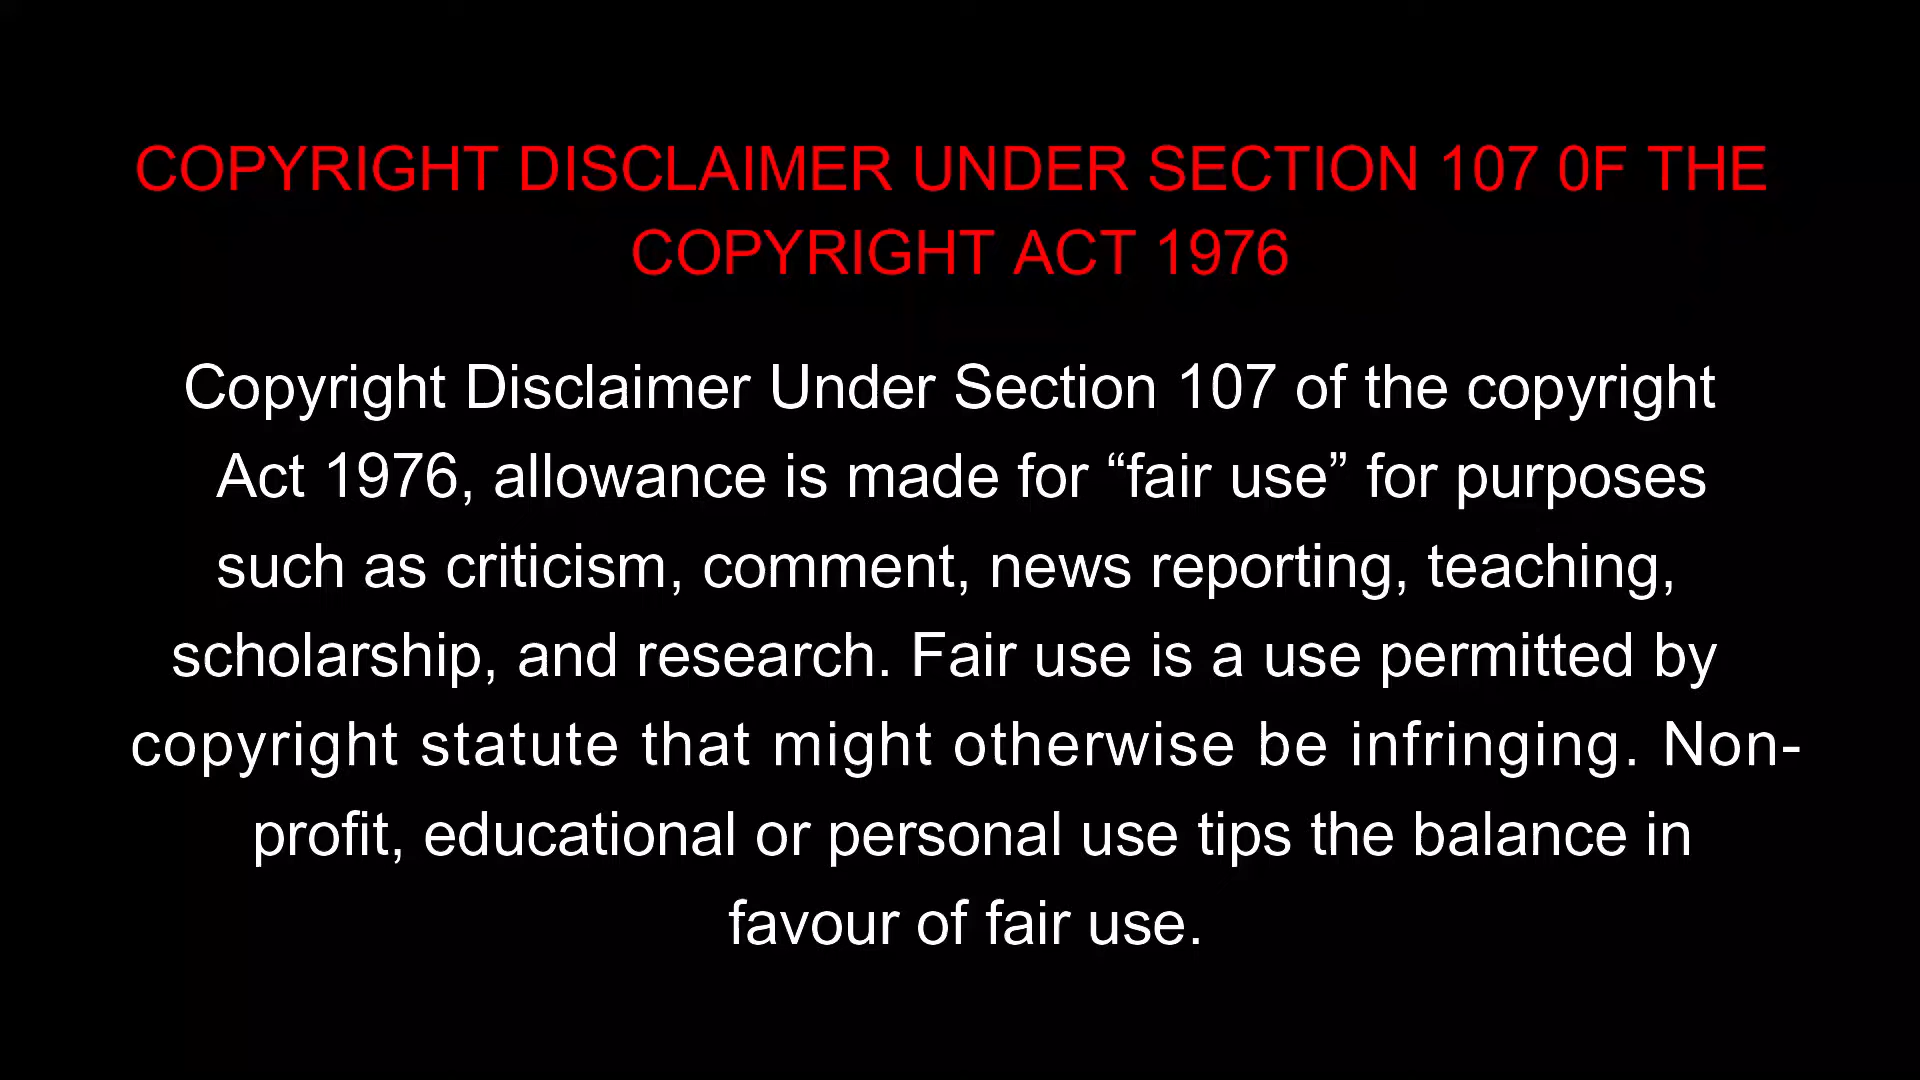 COPYRIGHT DISCLAIMER UNDER SECTION 107 0F THE
COPYRIGHT ACT 1976
Copyright Disclaimer Under Section 107 of the copyright
Act 1976, allowance is made for “fair use” for purposes
such as criticism, comment, news reporting, teaching,
scholarship, and research. Fair use is a use permitted by
copyright statute that might otherwise be infringing. Non-
profit, educational or personal use tips the balance in
favour of fair use.